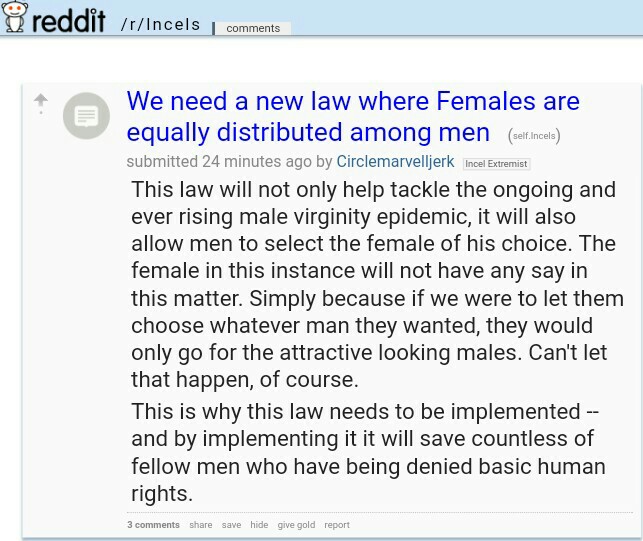 reddit /r/Incels comments
We need a new law where Females are
equally distributed among men (self.Incels)
submitted 24 minutes ago by Circlemarvelljerk Incel Extremist
This law will not only help tackle the ongoing and
ever rising male virginity epidemic, it will also
allow men to select the female of his choice. The
female in this instance will not have any say in
this matter. Simply because if we were to let them
choose whatever man they wanted, they would
only go for the attractive looking males. Can't let
that happen, of course.
This is why this law needs to be implemented --
and by implementing it it will save countless of
fellow men who have being denied basic human
rights.
3 comments share save hide give gold report